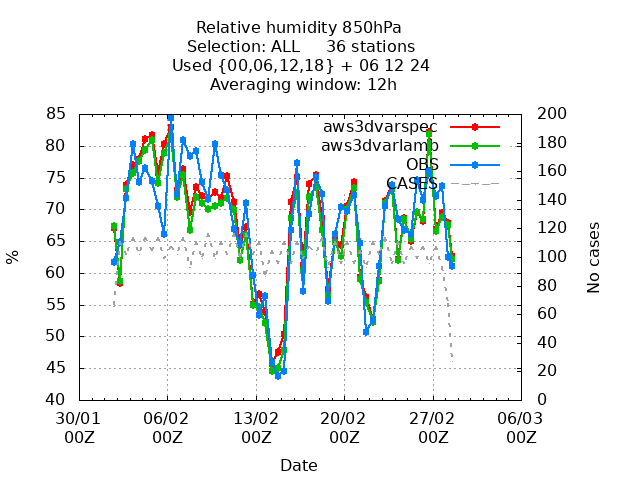 Relative humidity 850hPa
Selection: ALL 36 stations
Used {00,06,12,18} + 06 12 24
Averaging window: 12h
aws3dvarspec
aws3dvarlamb
OBS
CASES
85
80
75
70
65
60
55
50
45
40
%
200
180
160
140
120
100
80
60
40
20
0
No cases
30/01 06/02 13/02 20/02 27/02 06/03
00Z 00Z 00Z 00Z 00Z 00Z
Date